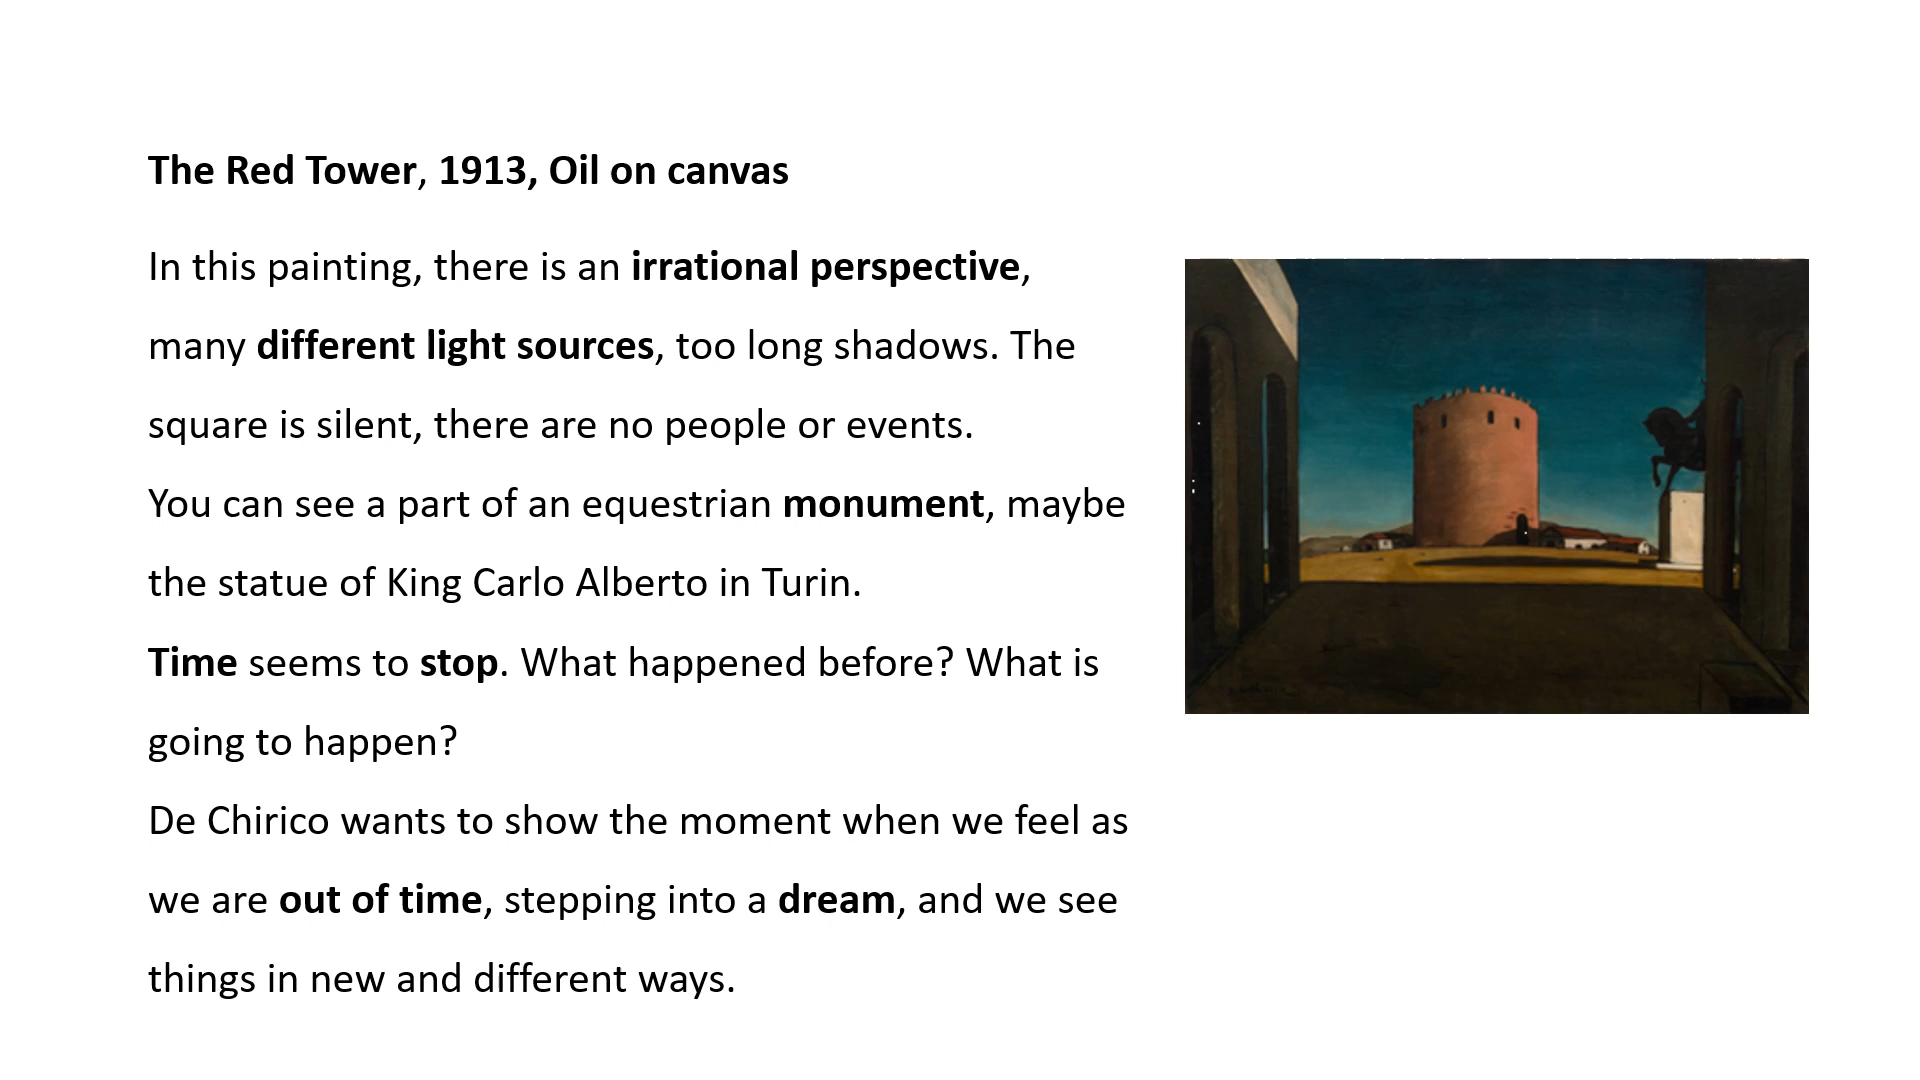 The Red Tower, 1913, Oil on canvas
In this painting, there is an irrational perspective,
many different light sources, too long shadows. The
square is silent, there are no people or events.
You can see a part of an equestrian monument, maybe
the statue of King Carlo Alberto in Turin.
Time seems to stop. What happened before? What is
going to happen?
De Chirico wants to show the moment when we feel as
we are out of time, stepping into a dream, and we see
things in new and different ways.